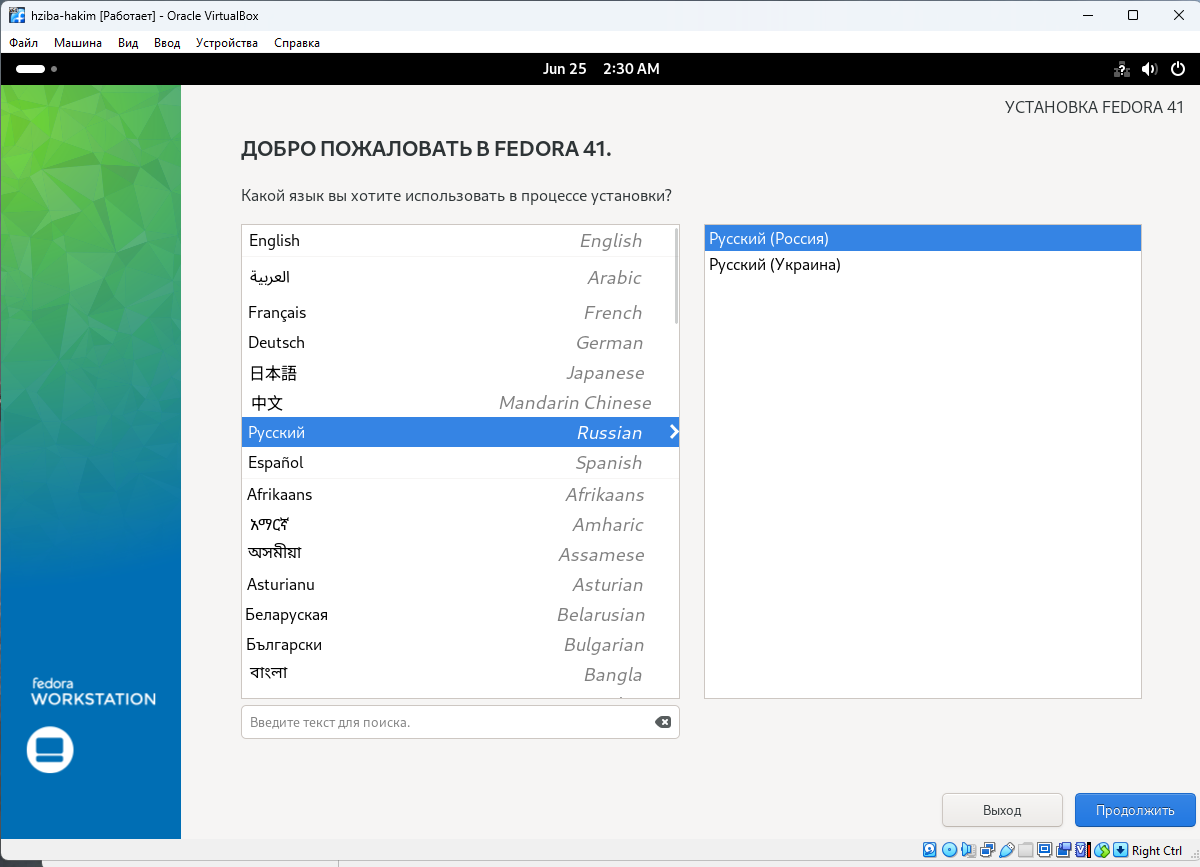 hziba-hakim [Работает] - Oracle VirtualBox
Файл Машина Вид Ввод Устройства Справка
Jun 25 2:30 AM
УСТАНОВКА FEDORA 41
ДОБРО ПОЖАЛОВАТЬ В FEDORA 41.
Какой язык вы хотите использовать в процессе установки?
English English
العربية Arabic
Français French
Deutsch German
日本語 Japanese
中文 Mandarin Chinese
Русский Russian
Español Spanish
Afrikaans Afrikaans
አማርኛ Amharic
অসমীয়া Assamese
Asturianu Asturian
Беларуская Belarusian
Български Bulgarian
বাংলা Bangla
Русский (Россия)
Русский (Украина)
Введите текст для поиска.
fedora
WORKSTATION
Выход Продолжить
Right Ctrl